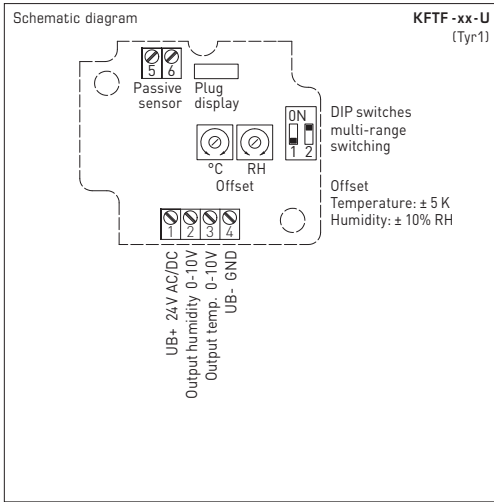 Schematic diagram
KFTF -xx-U
(Tyr1)
5 6
Passive sensor
Plug display
ON
1 2
DIP switches
multi-range
switching
°C RH
Offset
Offset
Temperature: ± 5 K
Humidity: ± 10% RH
1 2 3 4
UB+ 24V AC/DC
Output humidity 0-10V
Output temp. 0-10V
UB- GND